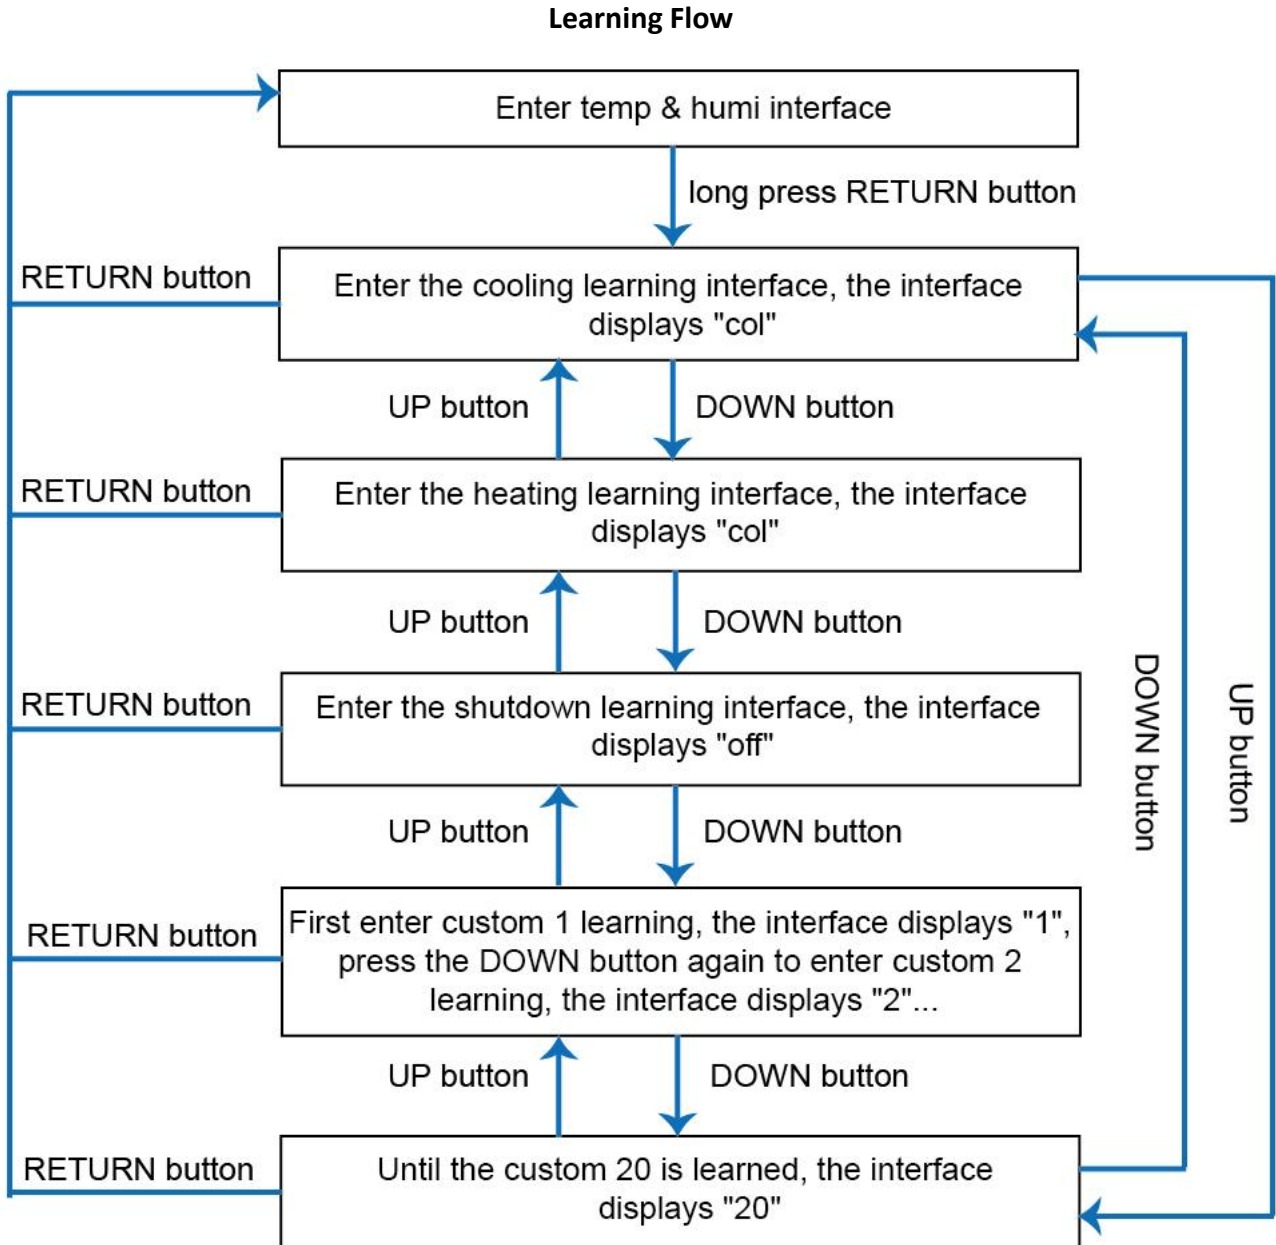 Learning Flow
Enter temp & humi interface
long press RETURN button
RETURN button
Enter the cooling learning interface, the interface
displays "col"
UP button
DOWN button
RETURN button
Enter the heating learning interface, the interface
displays "col"
UP button
DOWN button
RETURN button
Enter the shutdown learning interface, the interface
displays "off"
DOWN button
UP button
UP button
DOWN button
RETURN button
First enter custom 1 learning, the interface displays "1",
press the DOWN button again to enter custom 2
learning, the interface displays "2"...
UP button
DOWN button
RETURN button
Until the custom 20 is learned, the interface
displays "20"